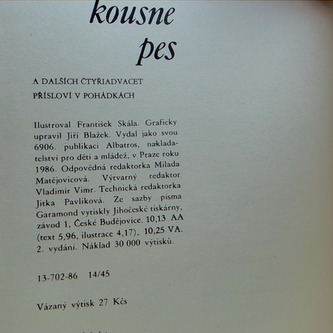 kousne
pes
A DALŠÍCH ČTYŘIADVACET
PŘÍSLOVÍ V POHÁDKÁCH
Ilustroval František Skála. Graficky
upravil Jiří Blažek. Vydal jako svou
6906. publikaci Albatros, naklada-
telství pro děti a mládež, v Praze roku
1986. Odpovědná redaktorka Milada
Matějovicová. Výtvarný redaktor
Vladimír Vimr. Technická redaktorka
Jitka Pavlíková. Ze sazby písma
Garamond vytiskly Jihočeské tiskárny,
závod 1, České Budějovice. 10,13 AA
(text 5,96, ilustrace 4,17), 10,25 VA.
2. vydání. Náklad 30 000 výtisků.
13-702-86 14/45
Vázaný výtisk 27 Kčs